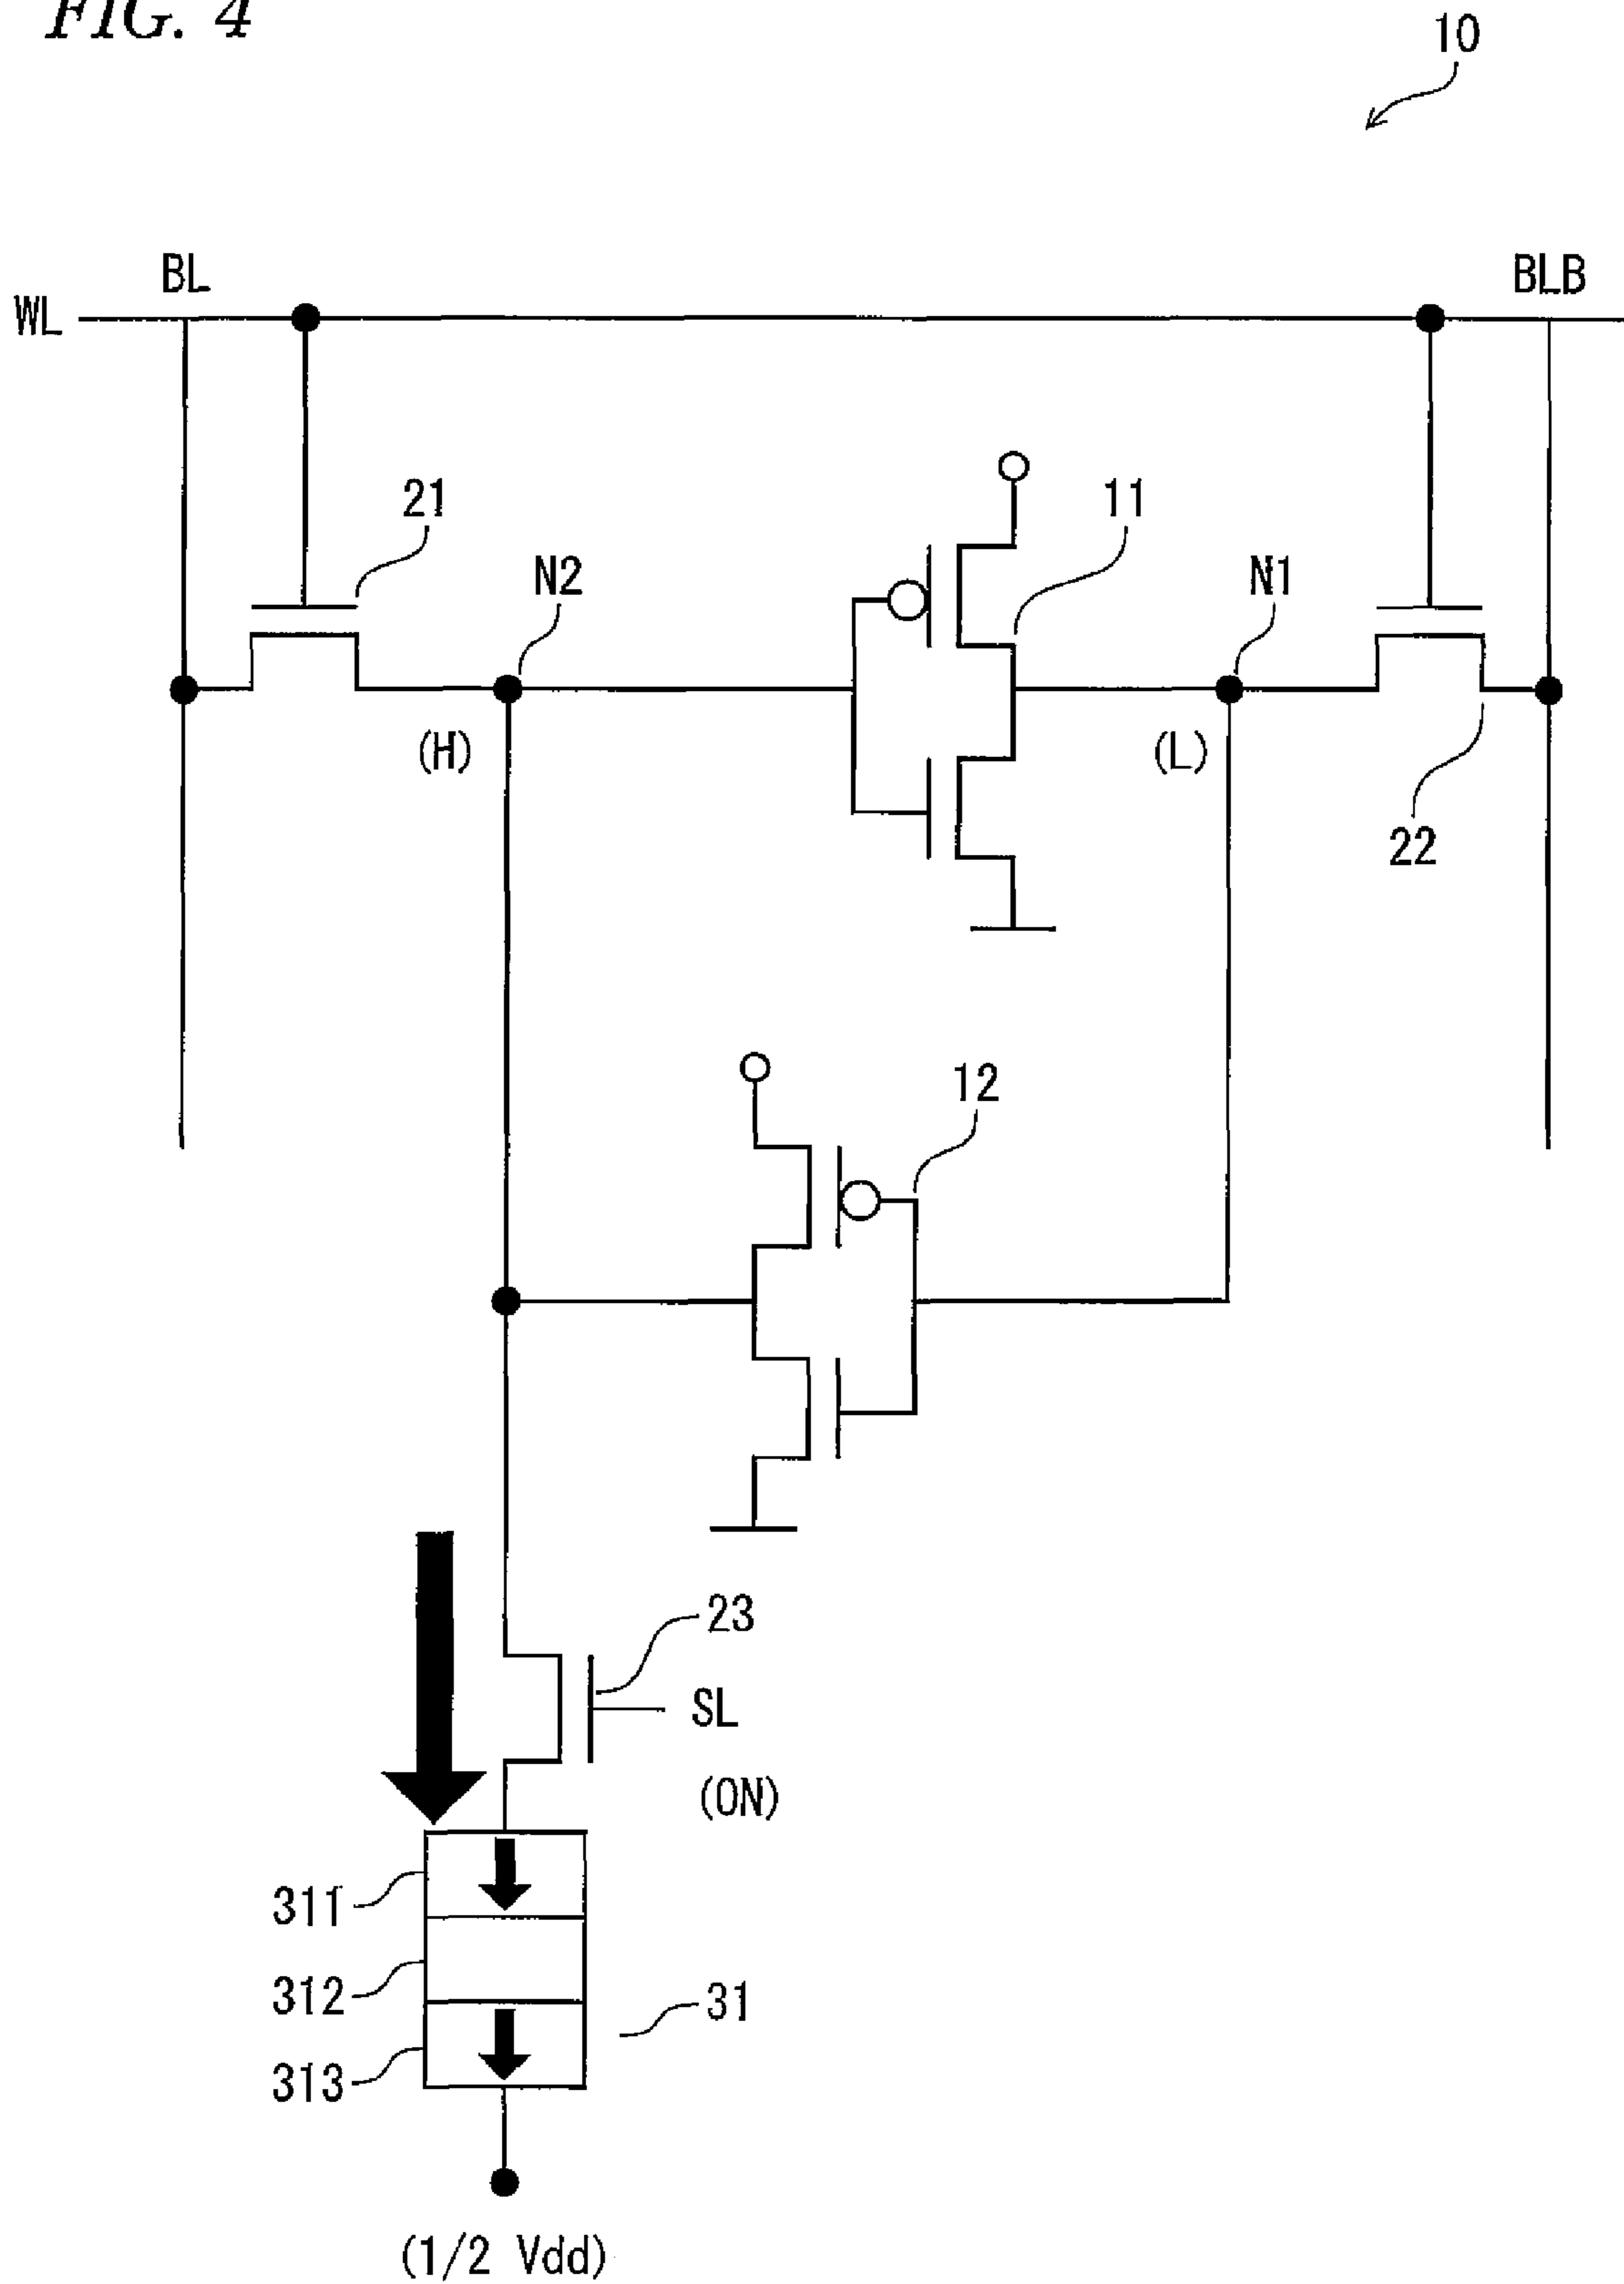 FIG. 4
10
BL
BLB
WL
21
11
N2
N1
(H)
(L)
22
12
23
SL
(ON)
311
312
31
313
(1/2 Vdd)